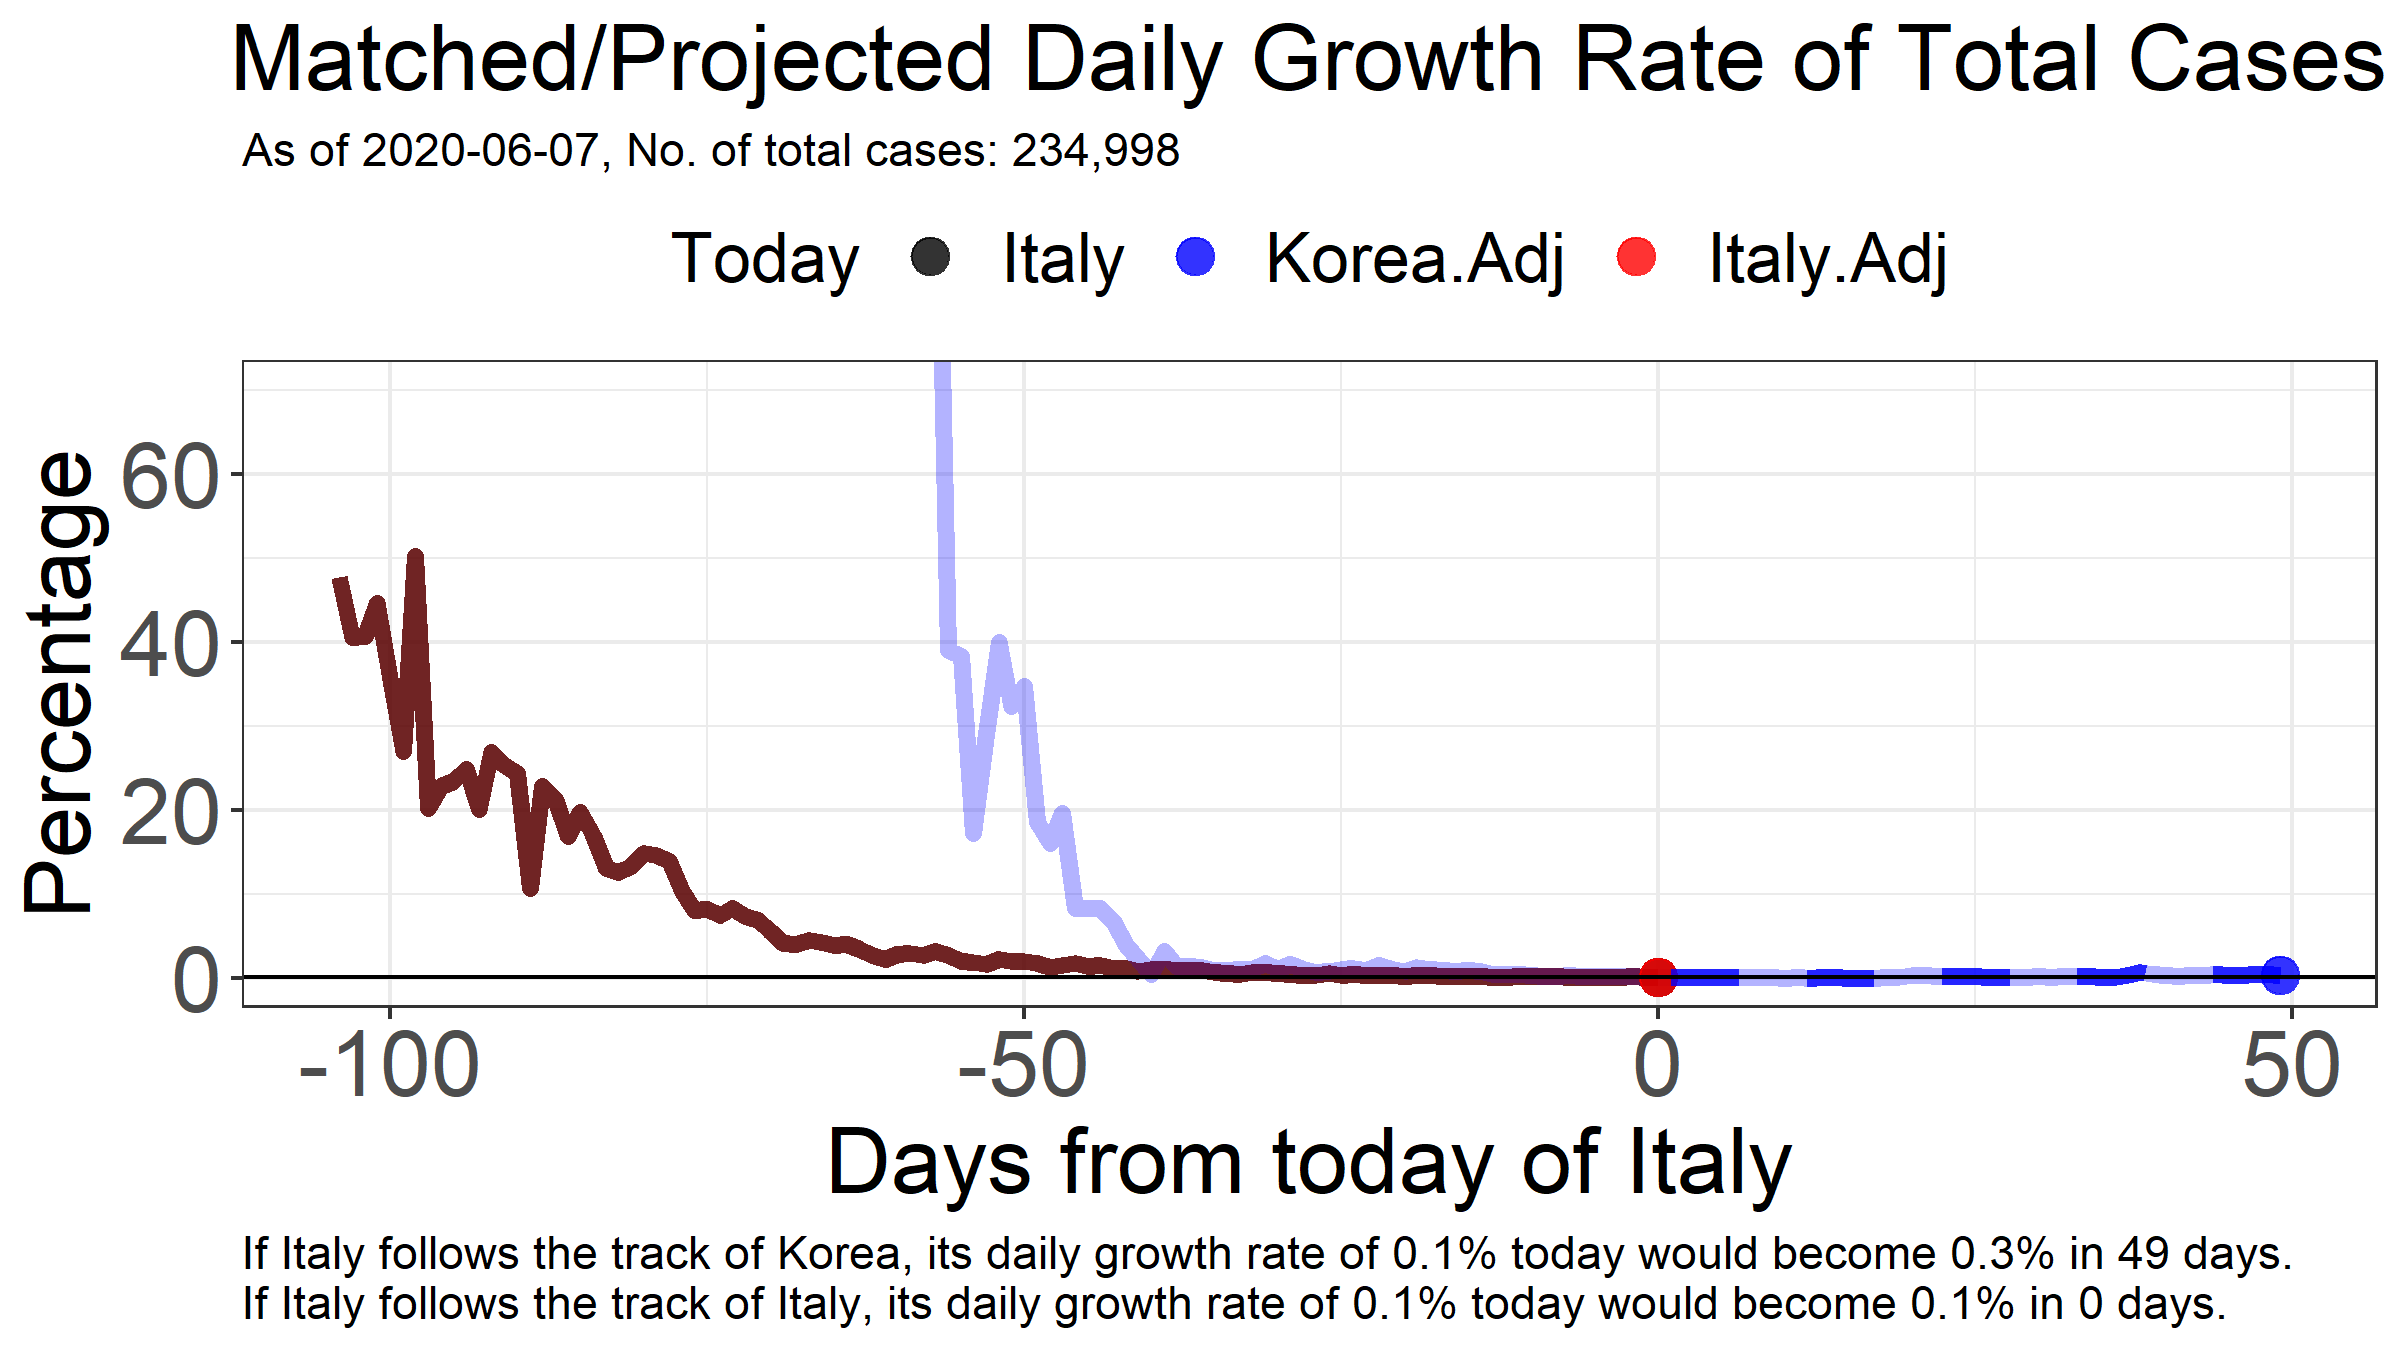 Matched/Projected Daily Growth Rate of Total Cases
As of 2020-06-07, No. of total cases: 234,998
Today Italy Korea.Adj Italy.Adj
Percentage
60
40
20
0
-100 -50 0 50
Days from today of Italy
If Italy follows the track of Korea, its daily growth rate of 0.1% today would become 0.3% in 49 days.
If Italy follows the track of Italy, its daily growth rate of 0.1% today would become 0.1% in 0 days.